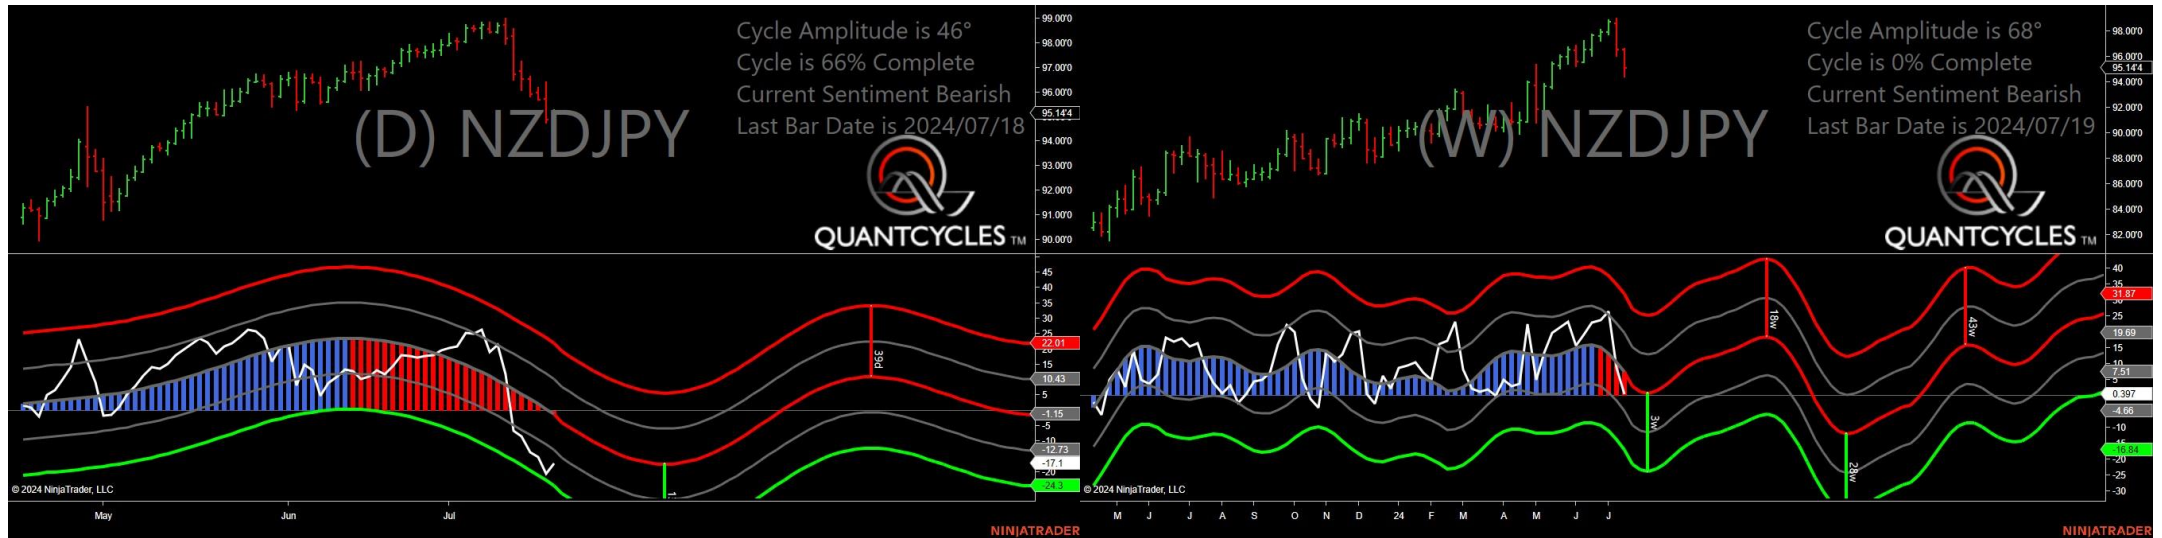 Cycle Amplitude is 46°
Cycle is 66% Complete
Current Sentiment Bearish
Last Bar Date is 2024/07/18
(D) NZDJPY
QUANTCYCLES TM
99.00'0
98.00'0
97.00'0
96.00'0
95.14'4
94.00'0
93.00'0
92.00'0
91.00'0
90.00'0
45
40
35
30
25
22.01
15
10.43
5
-1.15
-5
-10
-12.73
-17.1
-20
-24.3
39d
© 2024 NinjaTrader, LLC
May Jun Jul
NINJATRADER
Cycle Amplitude is 68°
Cycle is 0% Complete
Current Sentiment Bearish
Last Bar Date is 2024/07/19
(W) NZDJPY
QUANTCYCLES TM
98.00'0
96.00'0
95.14'4
94.00'0
92.00'0
90.00'0
88.00'0
86.00'0
84.00'0
82.00'0
40
35
31.87
25
19.69
15
7.51
5
0.397
-4.66
-10
-16.84
-20
-25
-30
3w
18w
28w
43w
© 2024 NinjaTrader, LLC
M J J A S O N D 24 F M A M J J
NINJATRADER